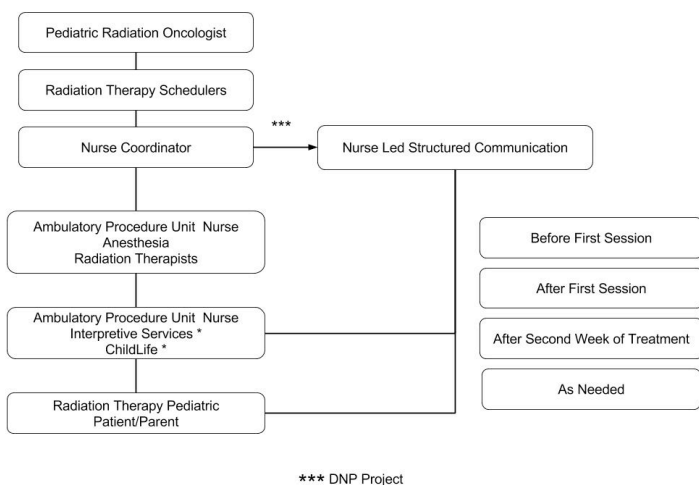 Pediatric Radiation Oncologist
Radiation Therapy Schedulers
***
Nurse Coordinator
Nurse Led Structured Communication
Ambulatory Procedure Unit Nurse
Anesthesia
Radiation Therapists
Before First Session
After First Session
Ambulatory Procedure Unit Nurse
Interpretive Services *
ChildLife *
After Second Week of Treatment
As Needed
Radiation Therapy Pediatric
Patient/Parent
*** DNP Project